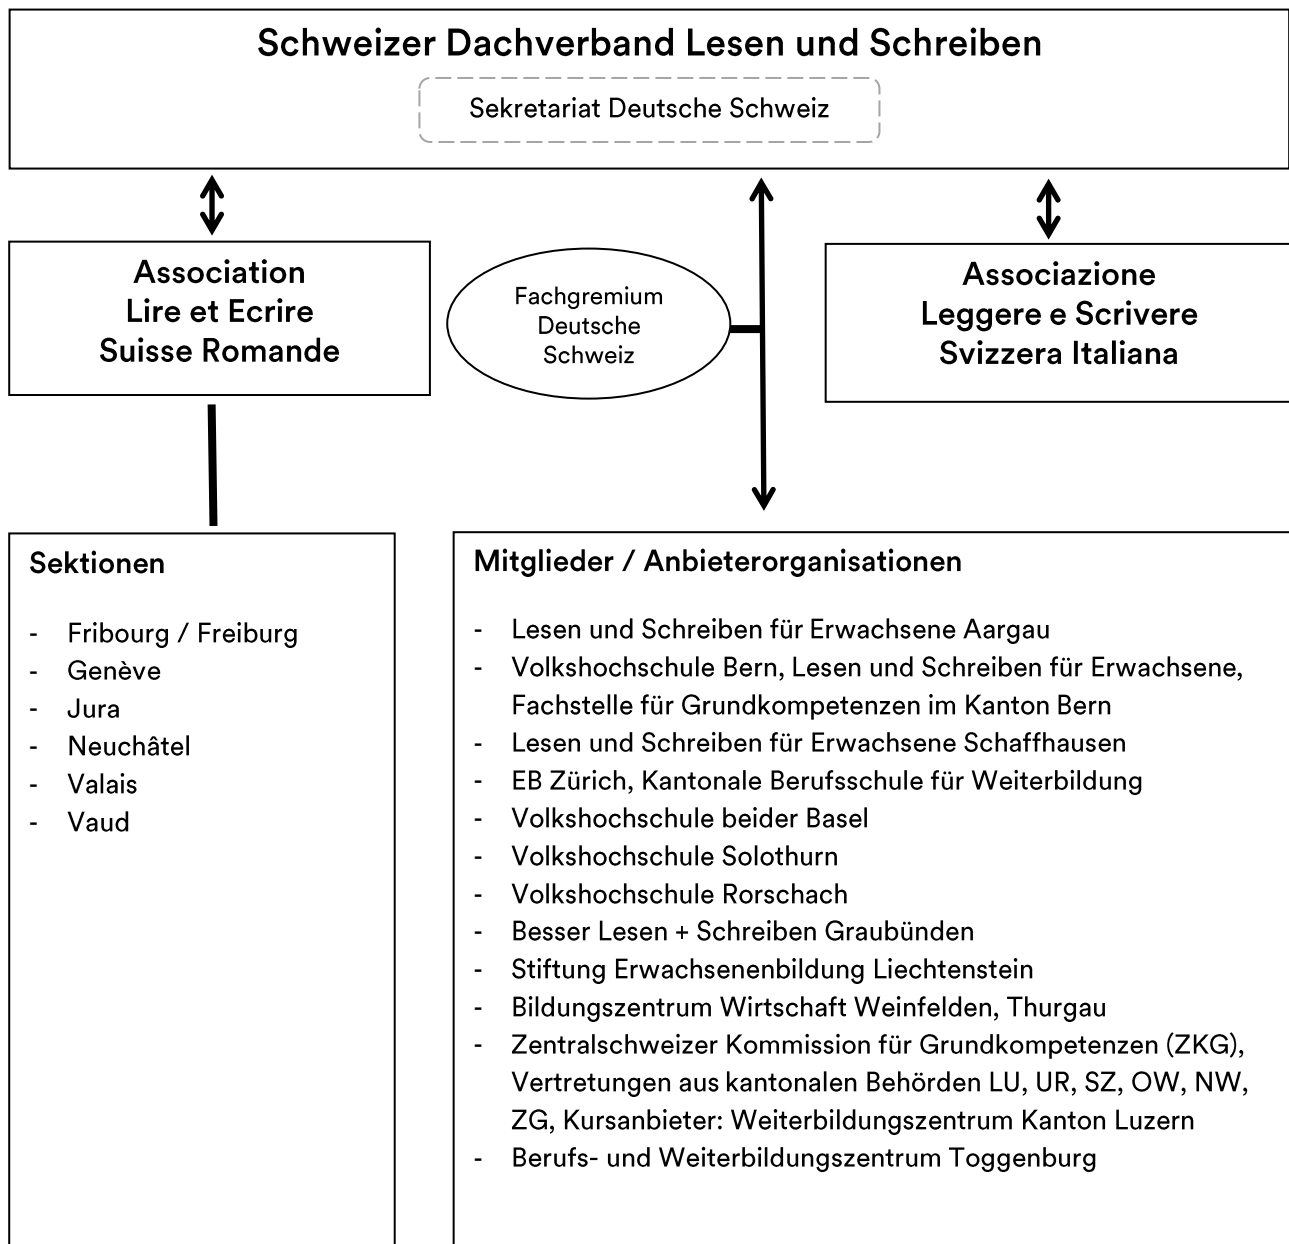 Schweizer Dachverband Lesen und Schreiben
Sekretariat Deutsche Schweiz
Association
Lire et Ecrire
Suisse Romande
Fachgremium
Deutsche
Schweiz
Associazione
Leggere e Scrivere
Svizzera Italiana
Sektionen
- Fribourg / Freiburg
- Genève
- Jura
- Neuchâtel
- Valais
- Vaud
Mitglieder / Anbieterorganisationen
- Lesen und Schreiben für Erwachsene Aargau
- Volkshochschule Bern, Lesen und Schreiben für Erwachsene,
Fachstelle für Grundkompetenzen im Kanton Bern
- Lesen und Schreiben für Erwachsene Schaffhausen
- EB Zürich, Kantonale Berufsschule für Weiterbildung
- Volkshochschule beider Basel
- Volkshochschule Solothurn
- Volkshochschule Rorschach
- Besser Lesen + Schreiben Graubünden
- Stiftung Erwachsenenbildung Liechtenstein
- Bildungszentrum Wirtschaft Weinfelden, Thurgau
- Zentralschweizer Kommission für Grundkompetenzen (ZKG),
Vertretungen aus kantonalen Behörden LU, UR, SZ, OW, NW,
ZG, Kursanbieter: Weiterbildungszentrum Kanton Luzern
- Berufs- und Weiterbildungszentrum Toggenburg